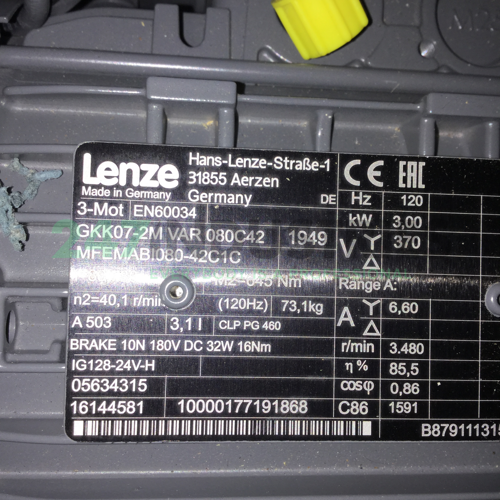 Lenze Hans-Lenze-Straße-1
31855 Aerzen
Made in Germany Germany DE
CE EAC
3-Mot EN60034 Hz 120
kW 3,00
GKK07-2M VAR 080C42 1949 V 370
MFEMABI080-42C1C
Nm Range A:
n2=40,1 r/min (120Hz) 73,1kg A 6,60
A 503 3,1 l CLP PG 460
BRAKE 10N 180V DC 32W 16Nm r/min 3.480
IG128-24V-H η % 85,5
05634315 cosφ 0,86
16144581 10000177191868 C86 1591